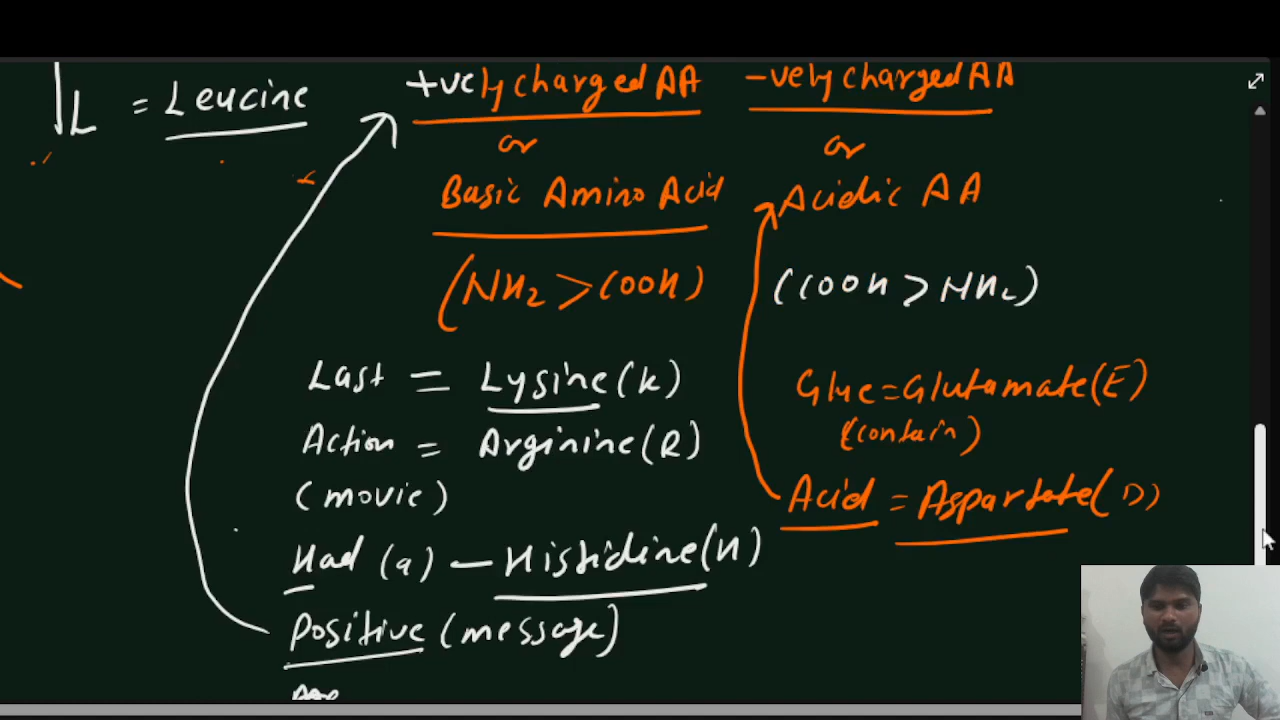 L = Leucine
+vely charged AA
or
Basic Amino Acid
(NH2 > COOH)
Last = Lysine (K)
Action = Arginine (R)
(movie)
Had (a) — Histidine (H)
Positive (message)
-vely charged AA
or
Acidic AA
(COOH > NH2)
Glue = Glutamate (E)
(contain)
Acid = Aspartate (D)